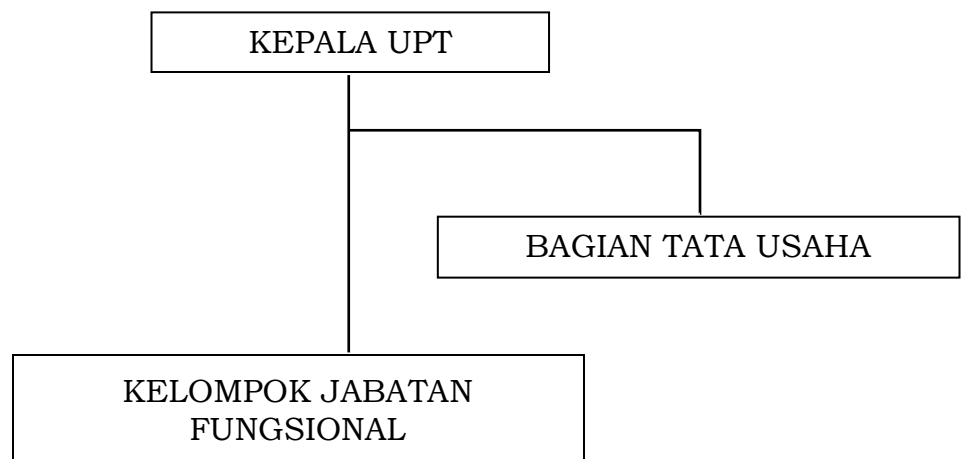 KEPALA UPT
BAGIAN TATA USAHA
KELOMPOK JABATAN
FUNGSIONAL